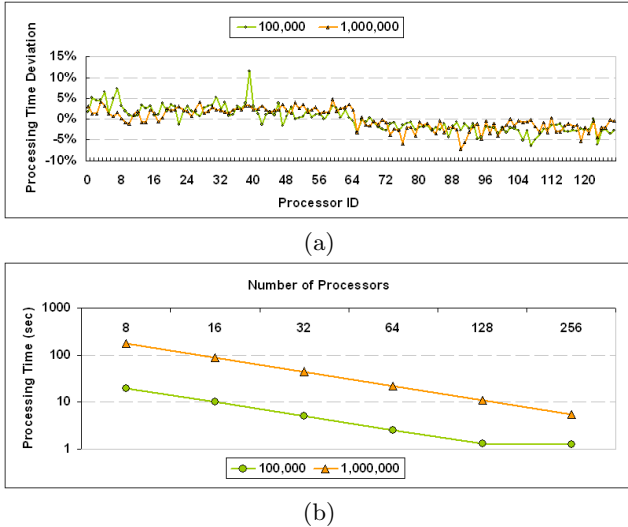 100,000 1,000,000
Processing Time Deviation
15%
10%
5%
0%
-5%
-10%
0 8 16 24 32 40 48 56 64 72 80 88 96 104 112 120
Processor ID
(a)
Number of Processors
Processing Time (sec)
1000
100
10
1
8 16 32 64 128 256
100,000 1,000,000
(b)